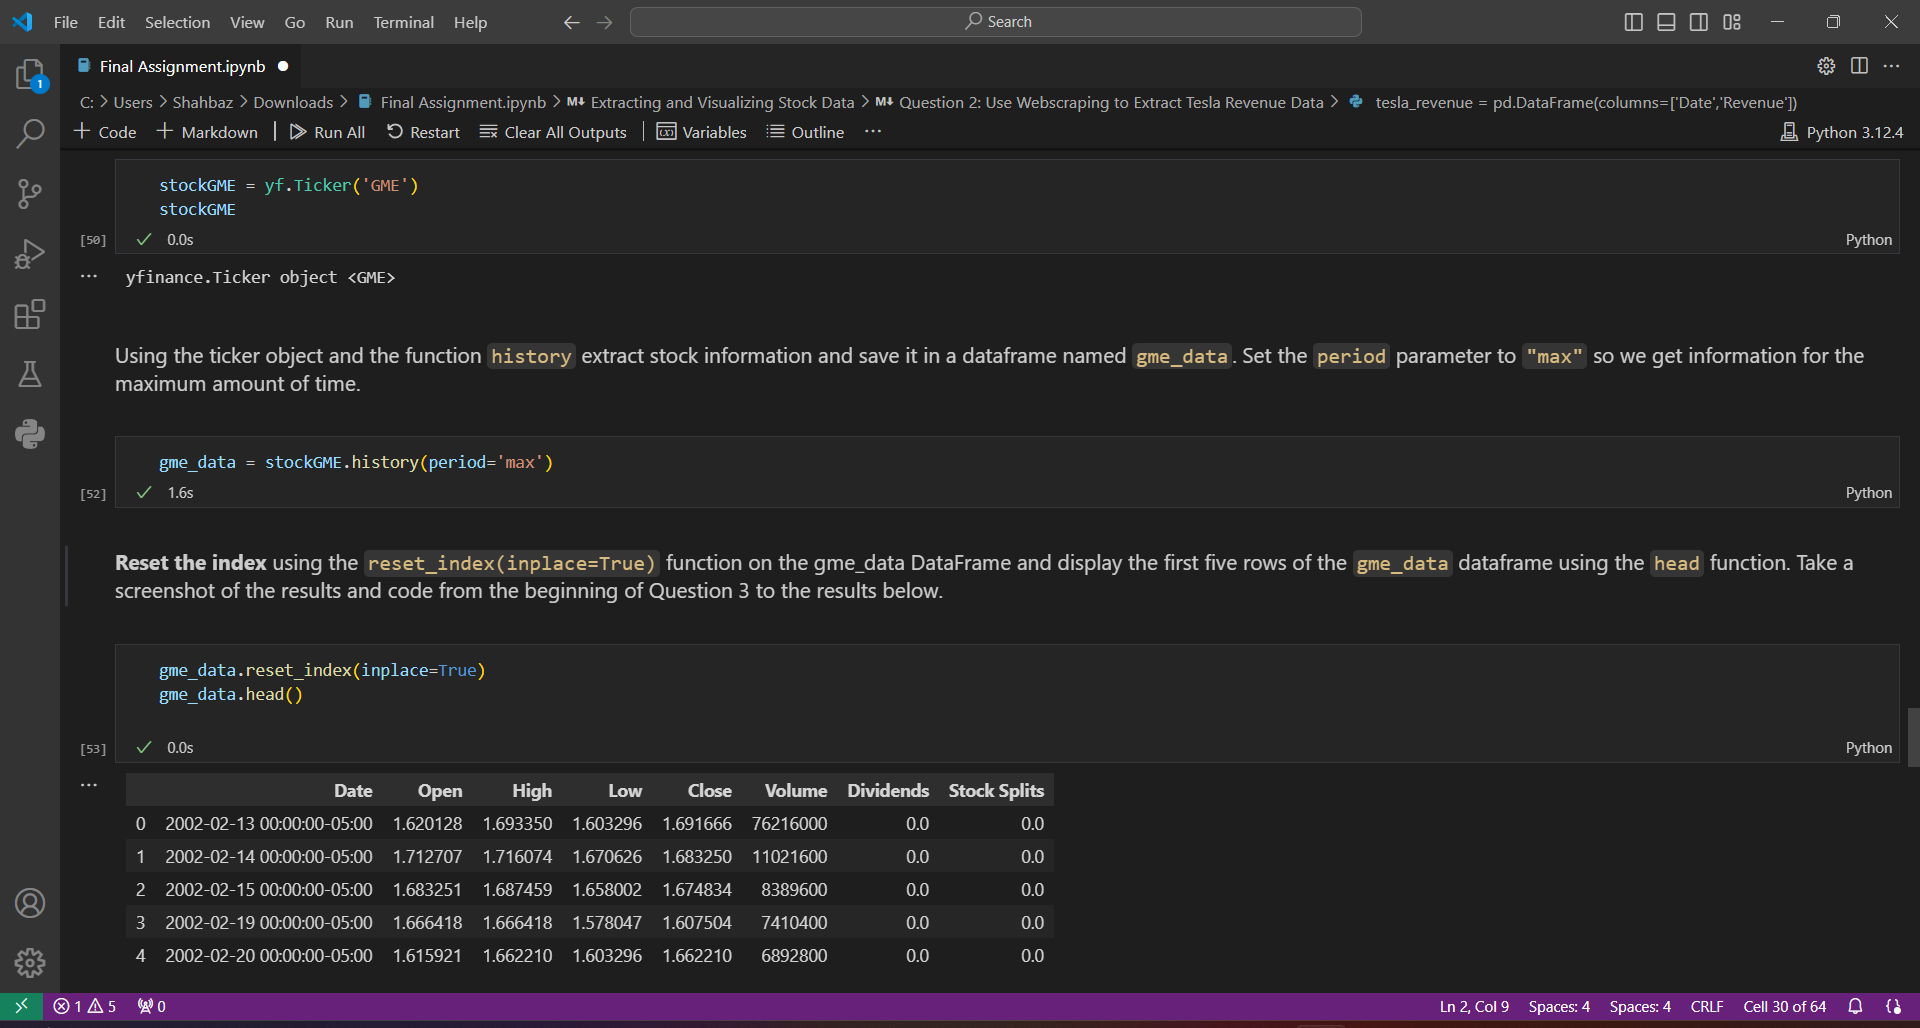 File Edit Selection View Go Run Terminal Help Search
Final Assignment.ipynb
C: > Users > Shahbaz > Downloads > Final Assignment.ipynb > M↓ Extracting and Visualizing Stock Data > M↓ Question 2: Use Webscraping to Extract Tesla Revenue Data > tesla_revenue = pd.DataFrame(columns=['Date','Revenue'])
+ Code + Markdown Run All Restart Clear All Outputs Variables Outline ... Python 3.12.4
1
stockGME = yf.Ticker('GME')
stockGME
[50] 0.0s Python
yfinance.Ticker object <GME>
Using the ticker object and the function history extract stock information and save it in a dataframe named gme_data. Set the period parameter to "max" so we get information for the
maximum amount of time.
gme_data = stockGME.history(period='max')
[52] 1.6s Python
Reset the index using the reset_index(inplace=True) function on the gme_data DataFrame and display the first five rows of the gme_data dataframe using the head function. Take a
screenshot of the results and code from the beginning of Question 3 to the results below.
gme_data.reset_index(inplace=True)
gme_data.head()
[53] 0.0s Python
Date Open High Low Close Volume Dividends Stock Splits
0 2002-02-13 00:00:00-05:00 1.620128 1.693350 1.603296 1.691666 76216000 0.0 0.0
1 2002-02-14 00:00:00-05:00 1.712707 1.716074 1.670626 1.683250 11021600 0.0 0.0
2 2002-02-15 00:00:00-05:00 1.683251 1.687459 1.658002 1.674834 8389600 0.0 0.0
3 2002-02-19 00:00:00-05:00 1.666418 1.666418 1.578047 1.607504 7410400 0.0 0.0
4 2002-02-20 00:00:00-05:00 1.615921 1.662210 1.603296 1.662210 6892800 0.0 0.0
1 5 0 Ln 2, Col 9 Spaces: 4 Spaces: 4 CRLF Cell 30 of 64